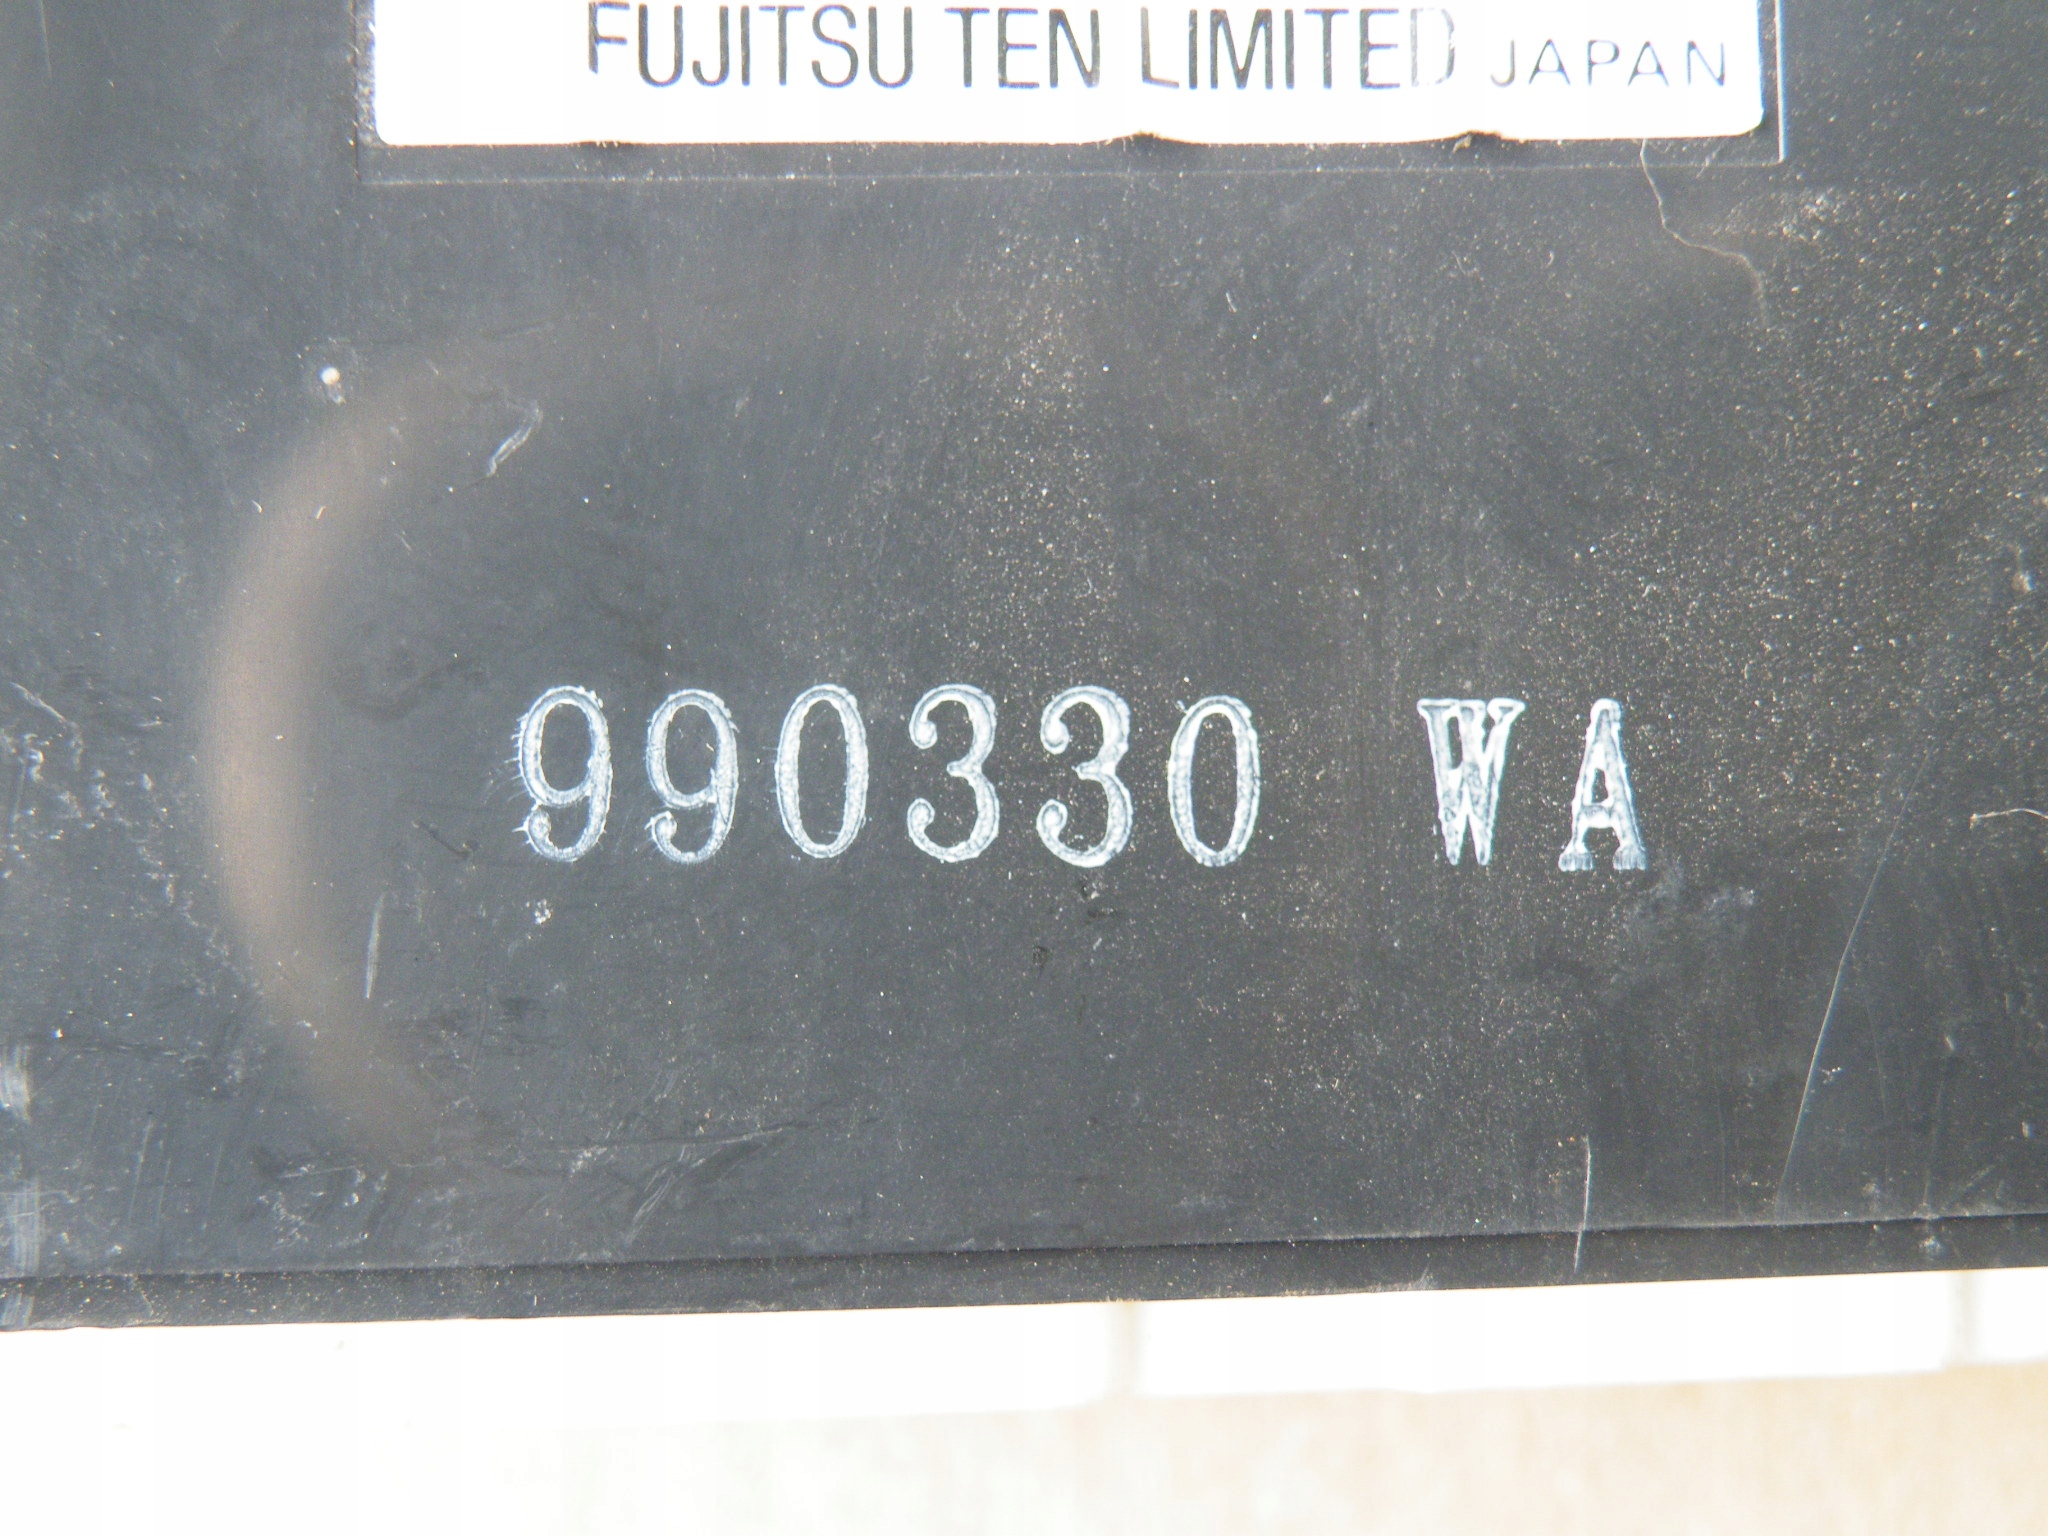 FUJITSU TEN LIMITED JAPAN
990330 WA